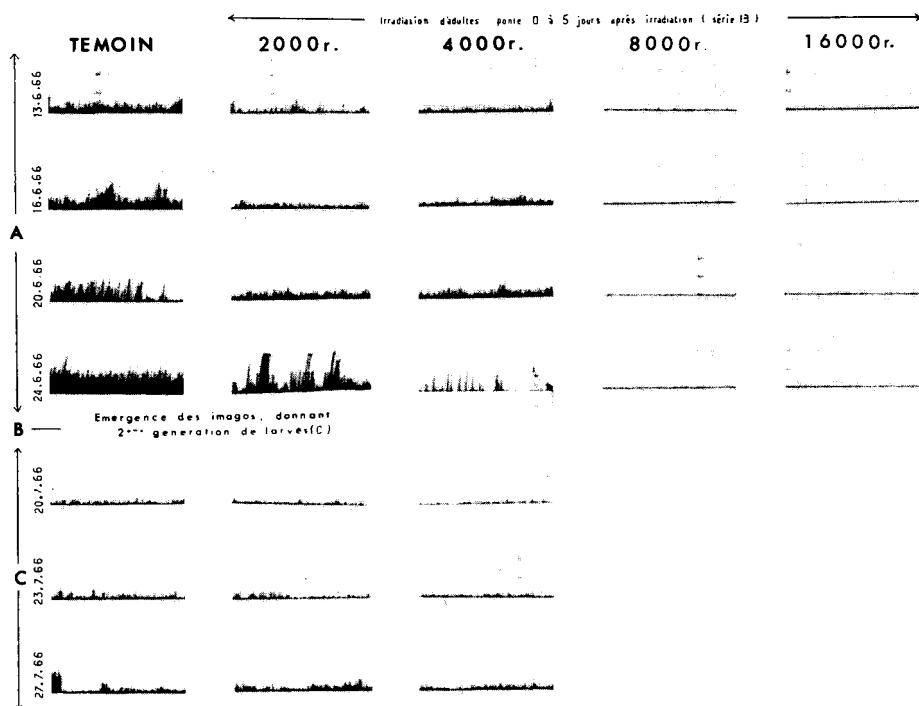 Irradiation d'adultes ponte 0 à 5 jours après irradiation ( série 13 )
TEMOIN 2000r. 4000r. 8000r. 16000r.
13.6.66
16.6.66
A
20.6.66
24.6.66
Emergence des imagos, donnant
B
generation de larves(C)
20.7.66
C
23.7.66
27.7.66